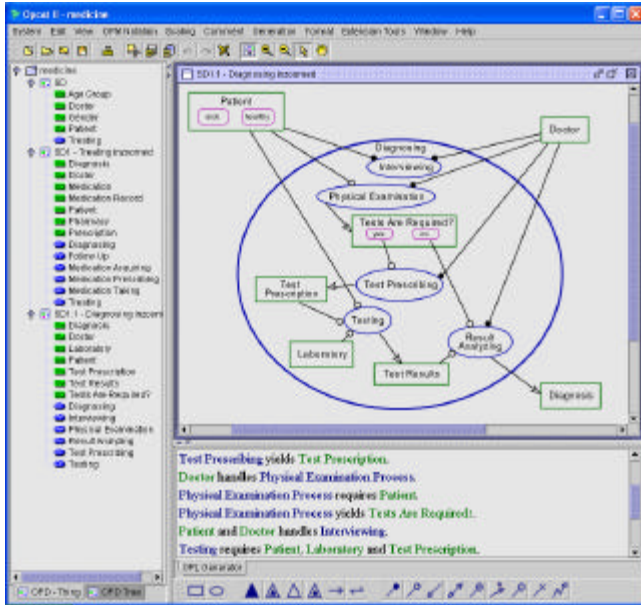 Opcat II - medicine
System Edit View OPM Notation Scaling Comment Generation Format Extension Tools Window Help
medicine
SD
Age Group
Doctor
Gender
Patient
Treating
SD1 - Treating inzoomed
Diagnosis
Doctor
Medication
Medication Record
Patient
Pharmacy
Prescription
Diagnosing
Follow Up
Medication Acquiring
Medication Prescribing
Medication Taking
Treating
SD1.1 - Diagnosing inzoom
Diagnosis
Doctor
Laboratory
Patient
Test Prescription
Test Results
Tests Are Required?
Diagnosing
Interviewing
Physical Examination
Result Analyzing
Test Prescribing
Testing
OPD - Thing OPD Tree
SD1.1 - Diagnosing inzoomed
Patient
sick healthy
Doctor
Diagnosing
Interviewing
Physical Examination
Tests Are Required?
yes no
Test
Prescription
Test Prescribing
Testing
Result
Analyzing
Laboratory
Test Results
Diagnosis
Test Prescribing yields Test Prescription.
Doctor handles Physical Examination Process.
Physical Examination Process requires Patient.
Physical Examination Process yields Tests Are Required?.
Patient and Doctor handles Interviewing.
Testing requires Patient, Laboratory and Test Prescription.
OPL Generator